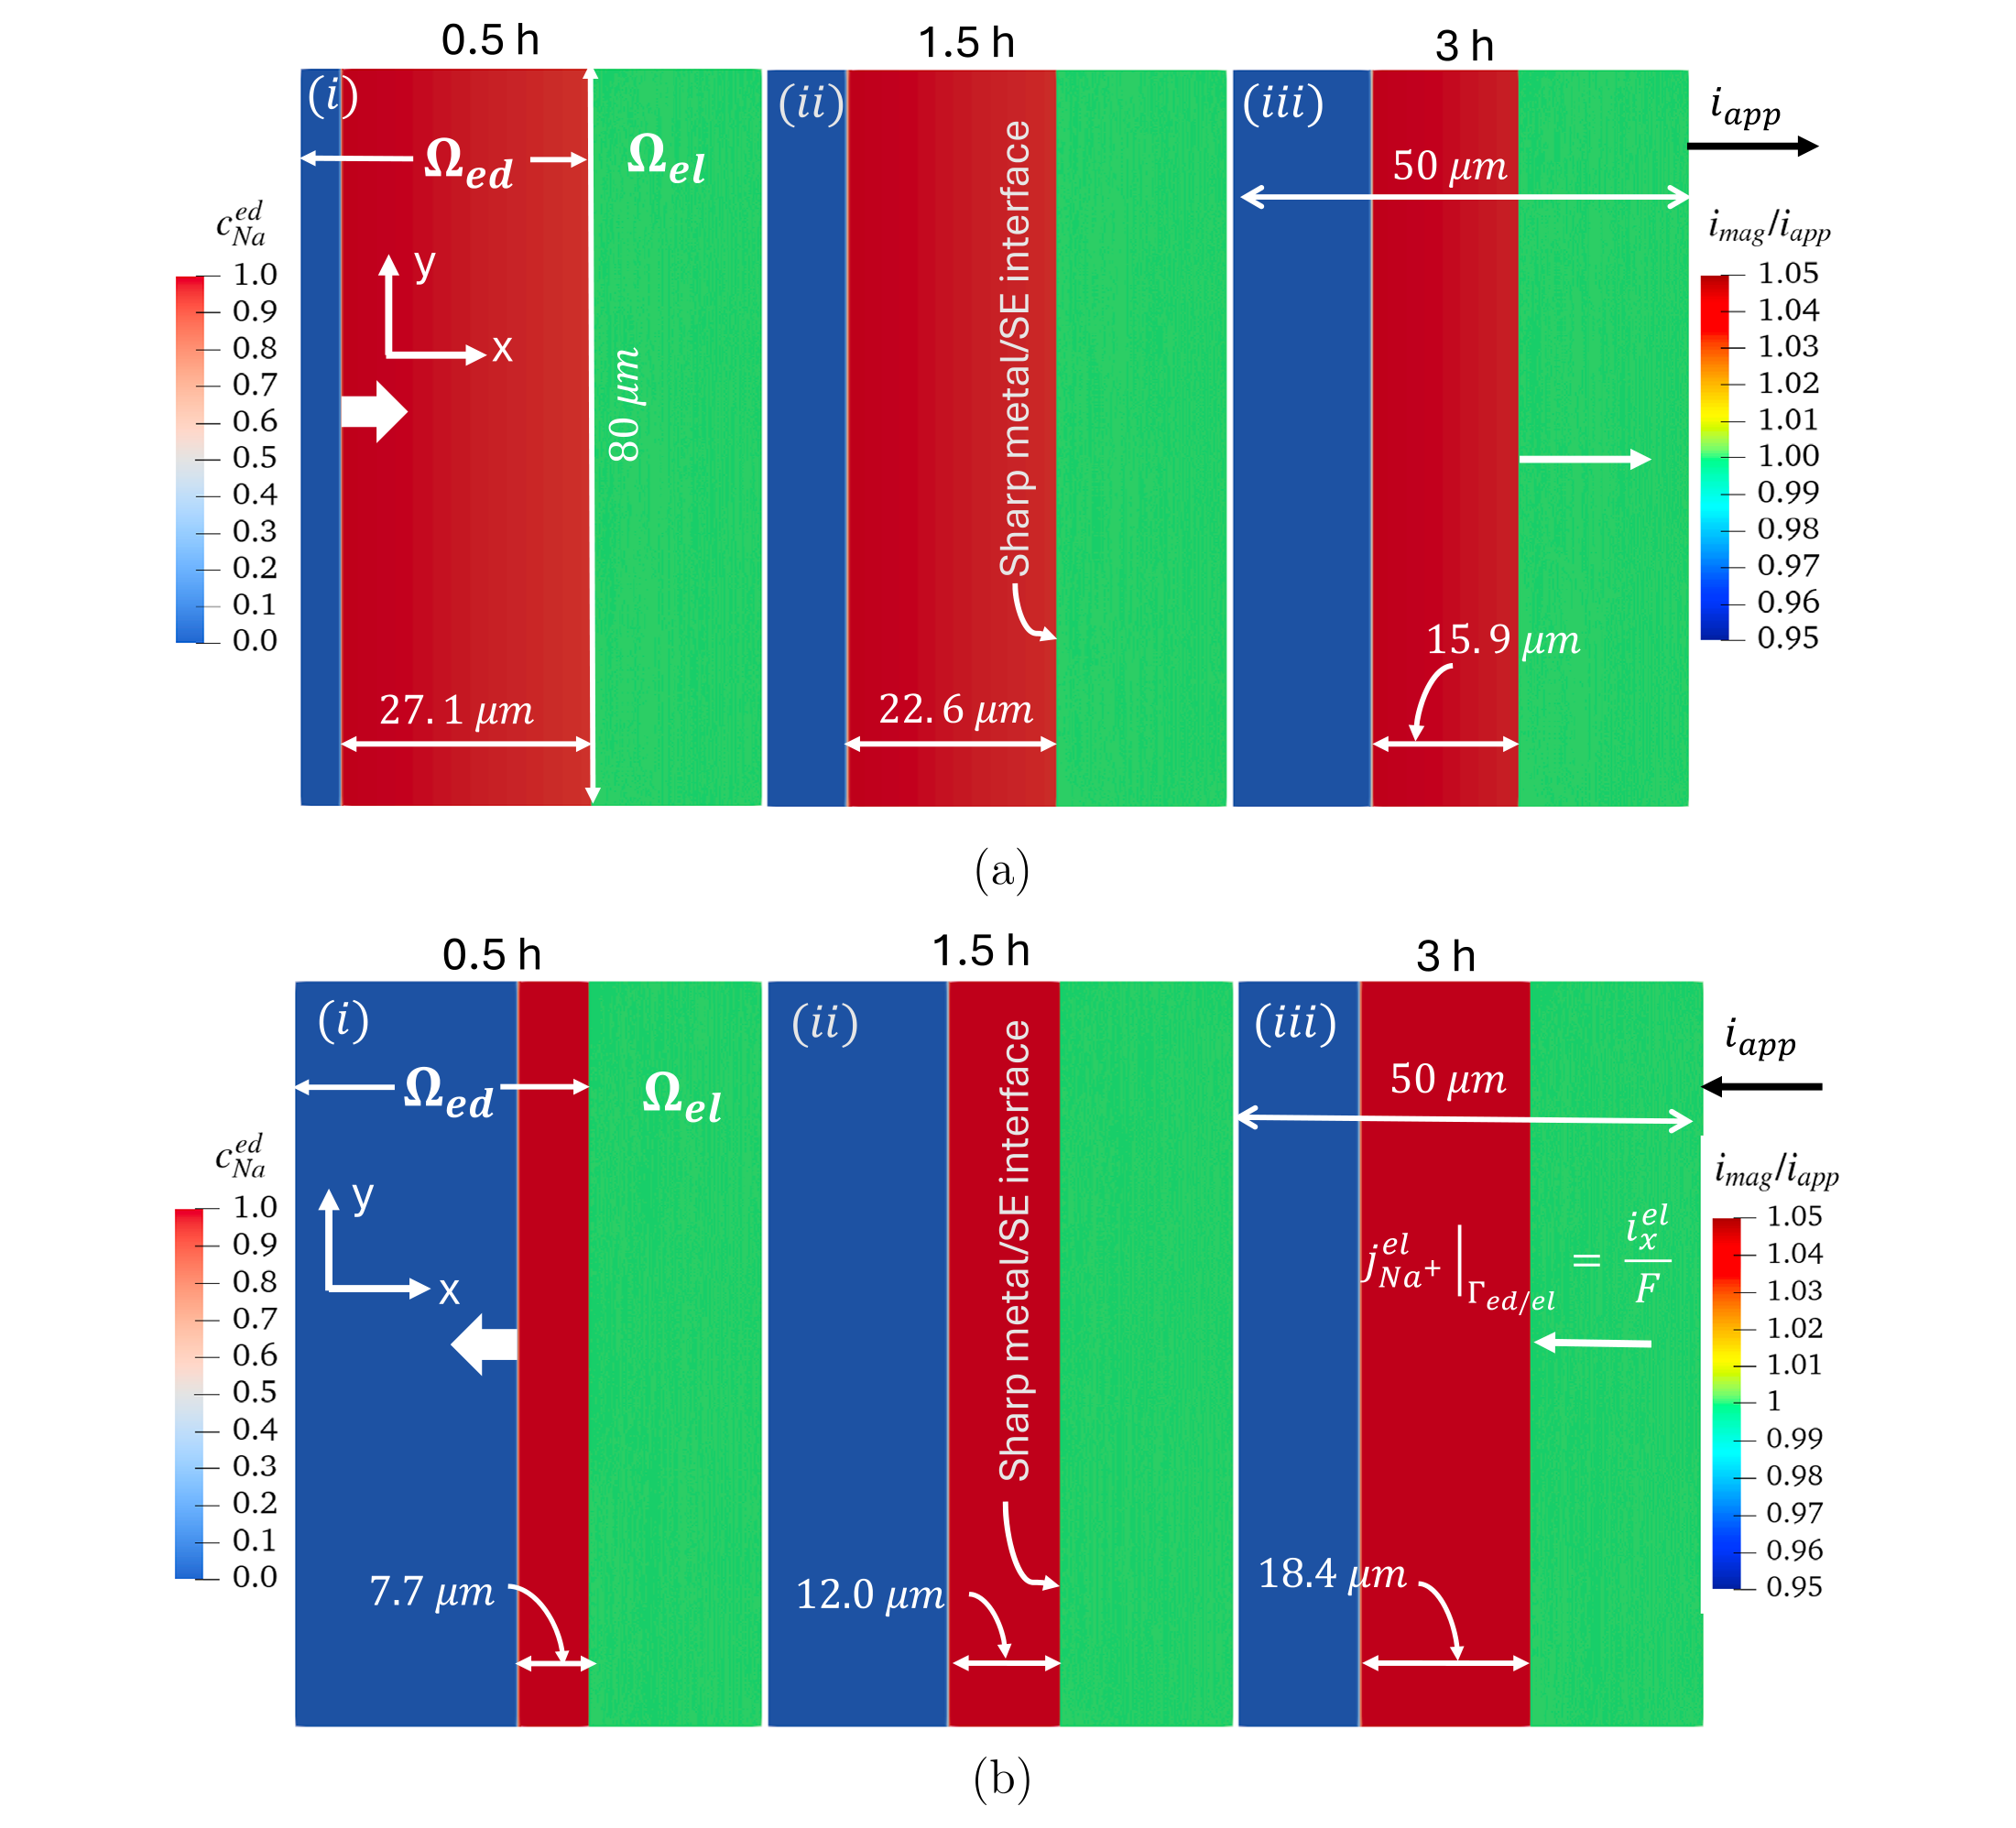 0.5 h
1.5 h
3 h
(i)
(ii)
(iii)
i_app
Ω_ed
Ω_el
50 μm
c_Na^ed
i_mag/i_app
y
x
80 μm
Sharp metal/SE interface
1.0
0.9
0.8
0.7
0.6
0.5
0.4
0.3
0.2
0.1
0.0
1.05
1.04
1.03
1.02
1.01
1.00
0.99
0.98
0.97
0.96
0.95
27.1 μm
22.6 μm
15.9 μm
(a)
0.5 h
1.5 h
3 h
(i)
(ii)
(iii)
i_app
Ω_ed
Ω_el
50 μm
c_Na^ed
i_mag/i_app
y
x
Sharp metal/SE interface
j_Na+^el |_Γed/el = i_x^el / F
1.0
0.9
0.8
0.7
0.6
0.5
0.4
0.3
0.2
0.1
0.0
1.05
1.04
1.03
1.02
1.01
1
0.99
0.98
0.97
0.96
0.95
7.7 μm
12.0 μm
18.4 μm
(b)